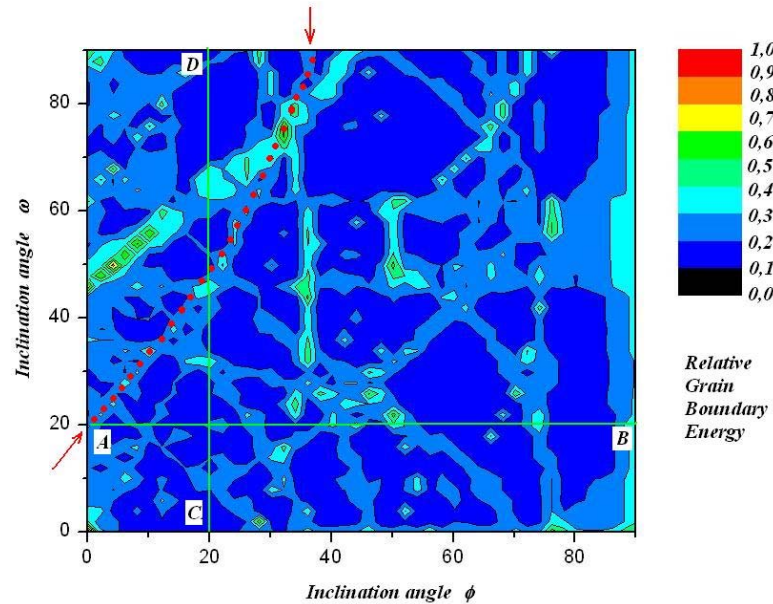 D
A
B
C
80
60
40
20
0
0
20
40
60
80
Inclination angle ω
Inclination angle ϕ
1,0
0,9
0,8
0,7
0,6
0,5
0,4
0,3
0,2
0,1
0,0
Relative
Grain
Boundary
Energy